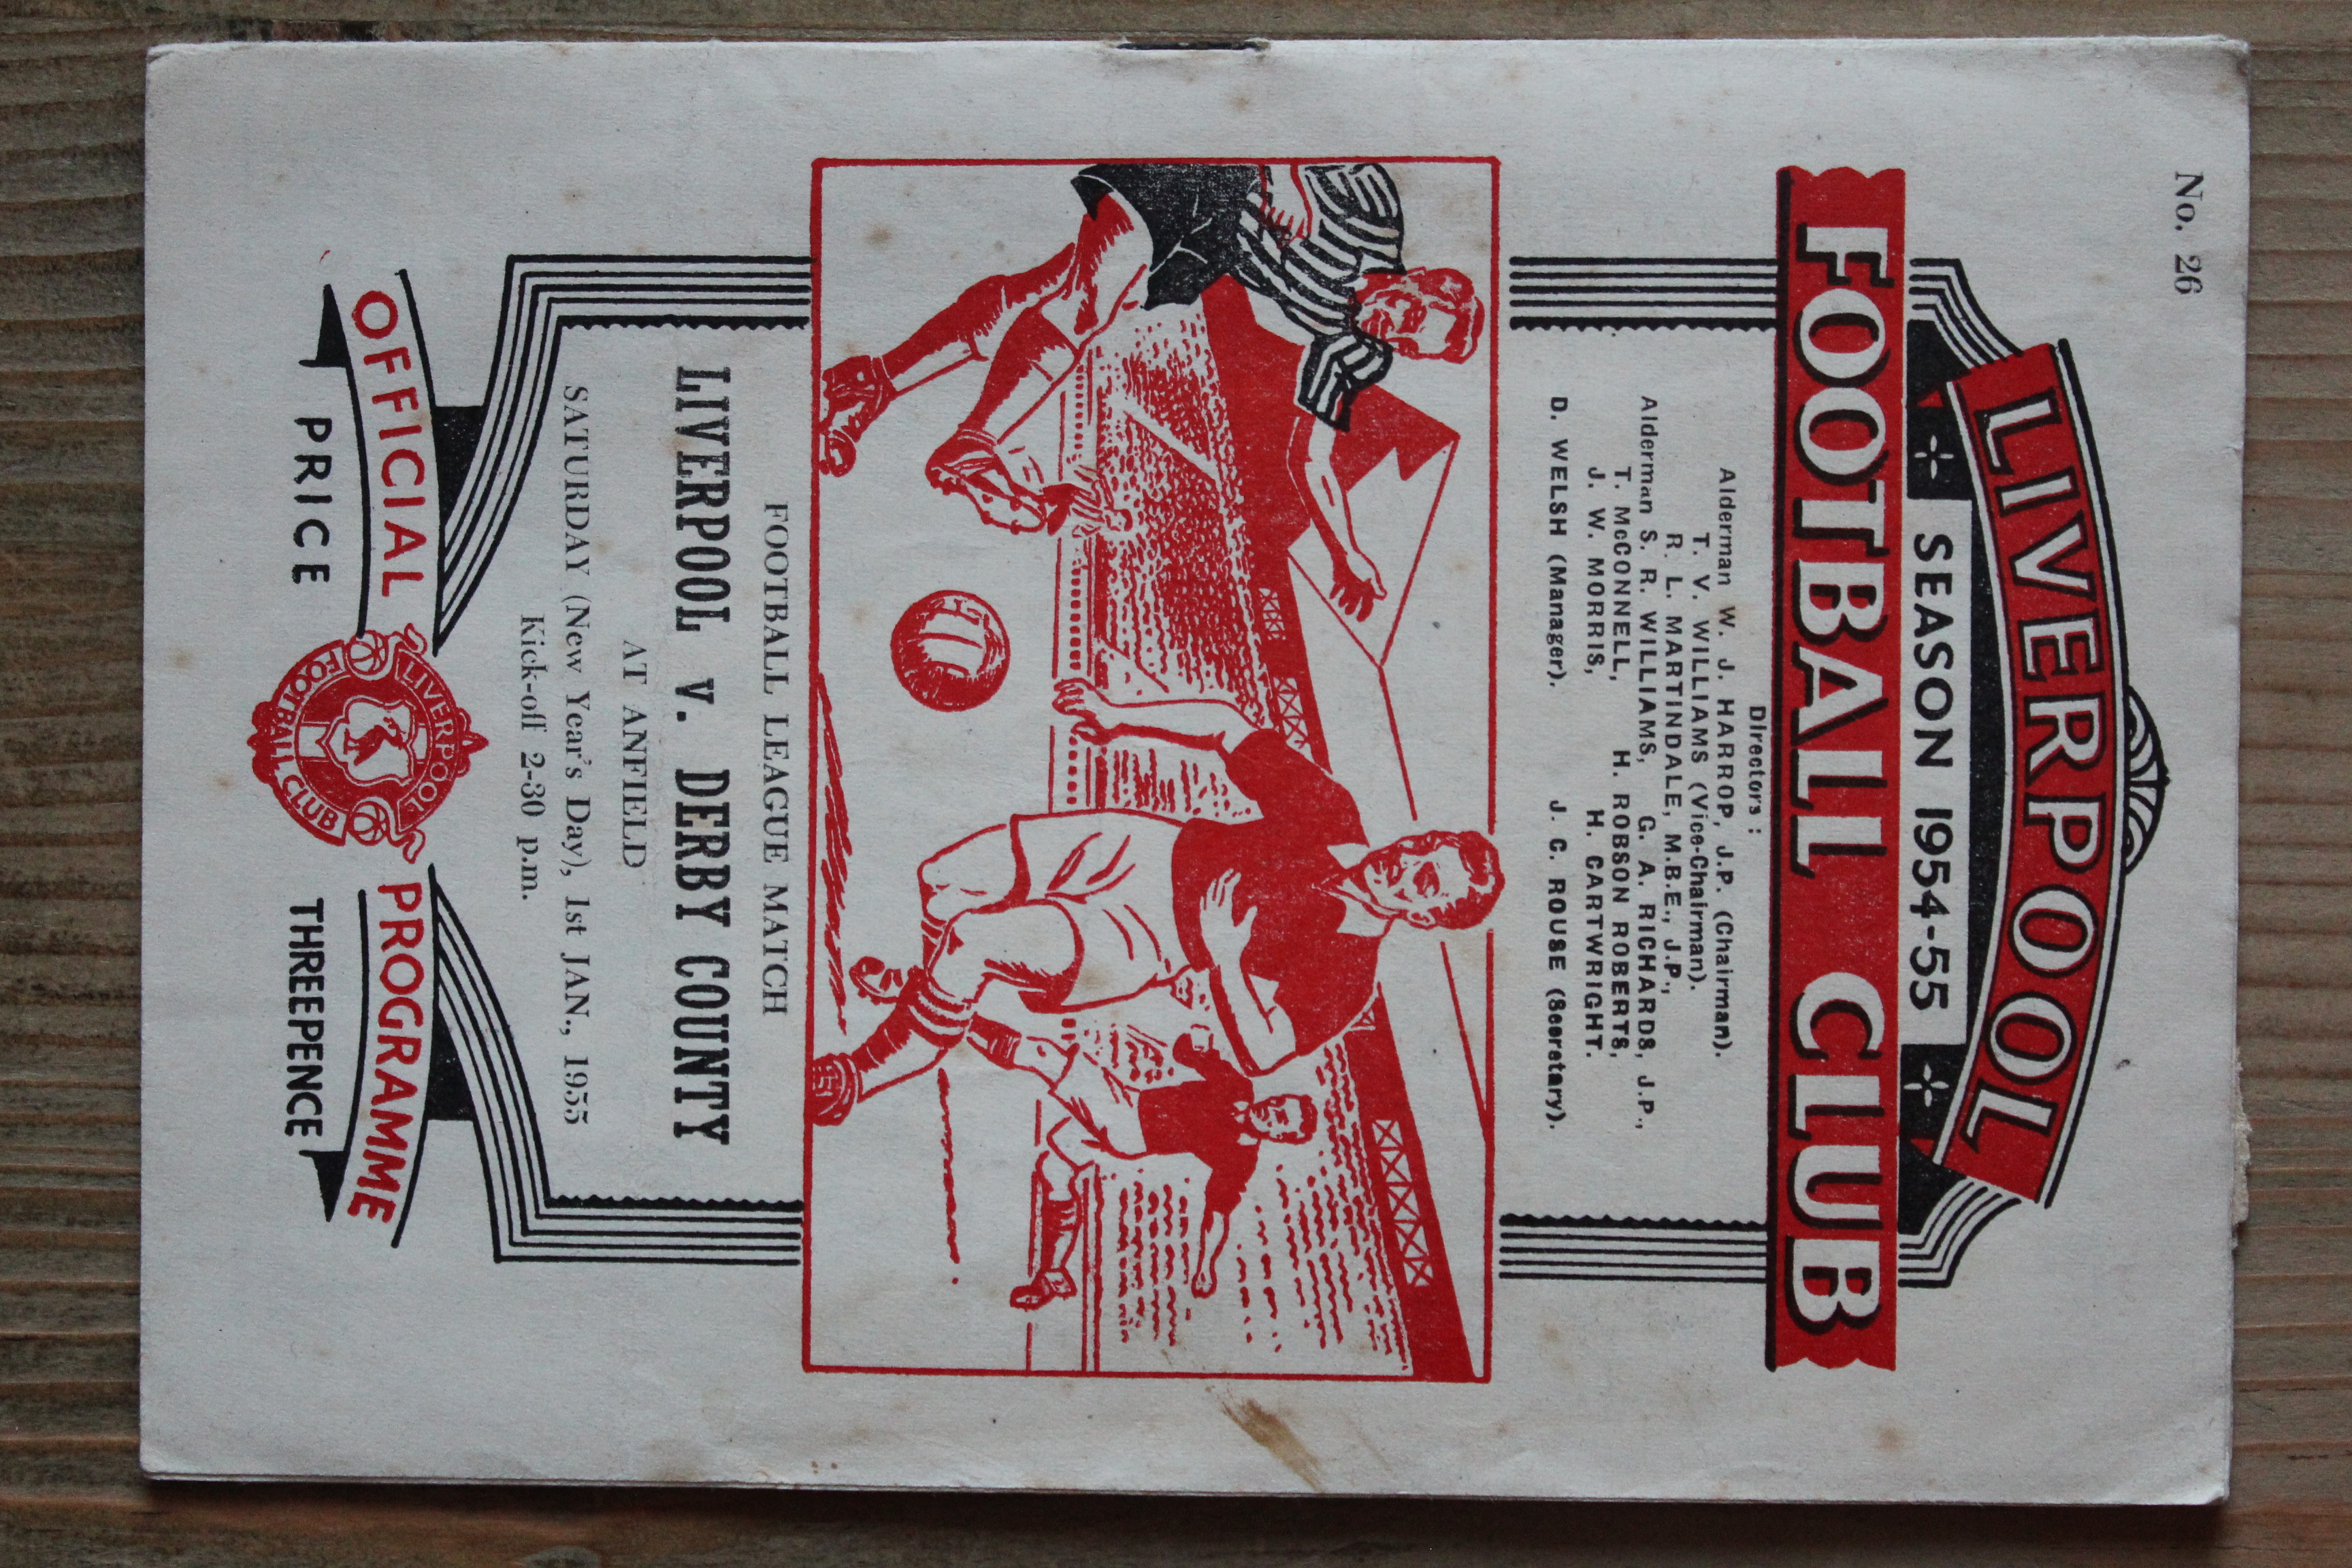 No. 26
LIVERPOOL
SEASON 1954-55
FOOTBALL CLUB
Directors :
Alderman W. J. HARROP, J.P. (Chairman).
T. V. WILLIAMS (Vice-Chairman).
R. L. MARTINDALE, M.B.E., J.P.,
Alderman S. R. WILLIAMS, G. A. RICHARDS, J.P.,
T. McCONNELL, H. ROBSON ROBERTS,
J. W. MORRIS, H. CARTWRIGHT.
D. WELSH (Manager). J. C. ROUSE (Secretary).
FOOTBALL LEAGUE MATCH
LIVERPOOL v. DERBY COUNTY
AT ANFIELD
SATURDAY (New Year's Day), 1st JAN., 1955
Kick-off 2-30 p.m.
OFFICIAL PROGRAMME
LIVERPOOL
FOOTBALL CLUB
PRICE THREEPENCE